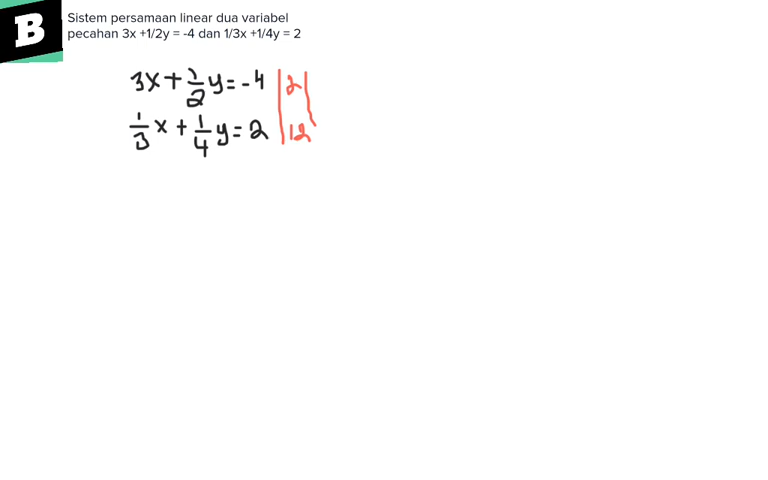 B
Sistem persamaan linear dua variabel
pecahan 3x +1/2y = -4 dan 1/3x +1/4y = 2
3x + 1/2 y = -4 | 2 |
1/3 x + 1/4 y = 2 | 12